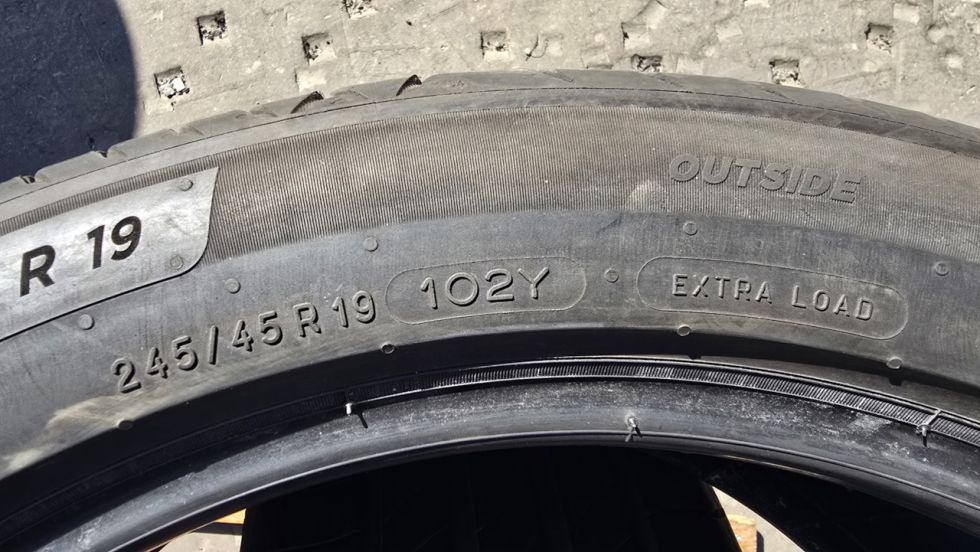 OUTSIDE
R 19
245/45 R 19 102Y EXTRA LOAD